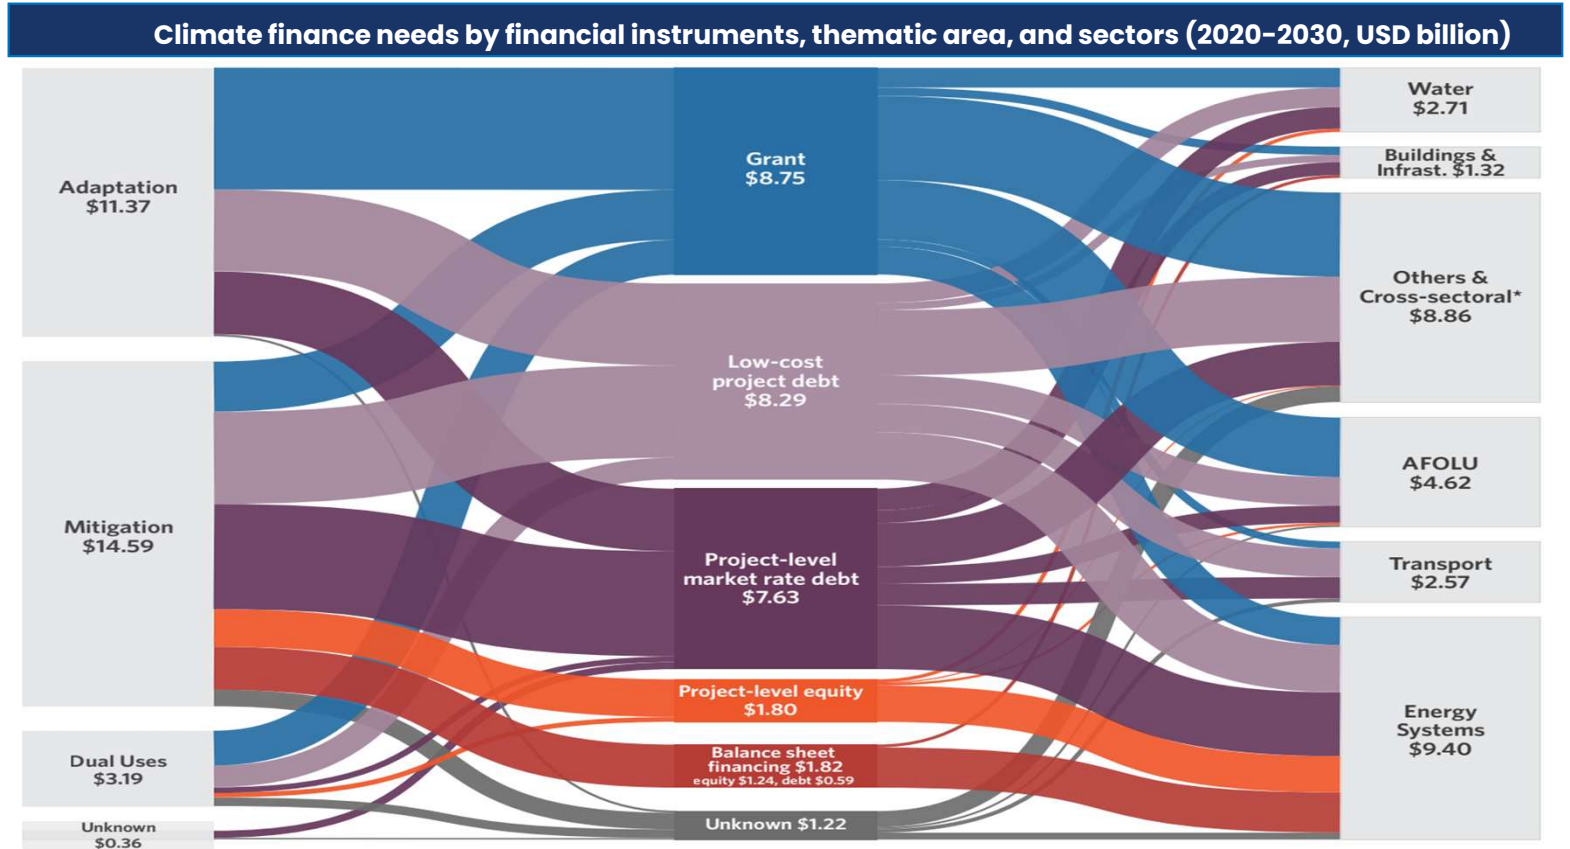 Climate finance needs by financial instruments, thematic area, and sectors (2020-2030, USD billion)
Adaptation
$11.37
Mitigation
$14.59
Dual Uses
$3.19
Unknown
$0.36
Grant
$8.75
Low-cost
project debt
$8.29
Project-level
market rate debt
$7.63
Project-level equity
$1.80
Balance sheet
financing $1.82
equity $1.24, debt $0.59
Unknown $1.22
Water
$2.71
Buildings &
Infrast. $1.32
Others &
Cross-sectoral*
$8.86
AFOLU
$4.62
Transport
$2.57
Energy
Systems
$9.40